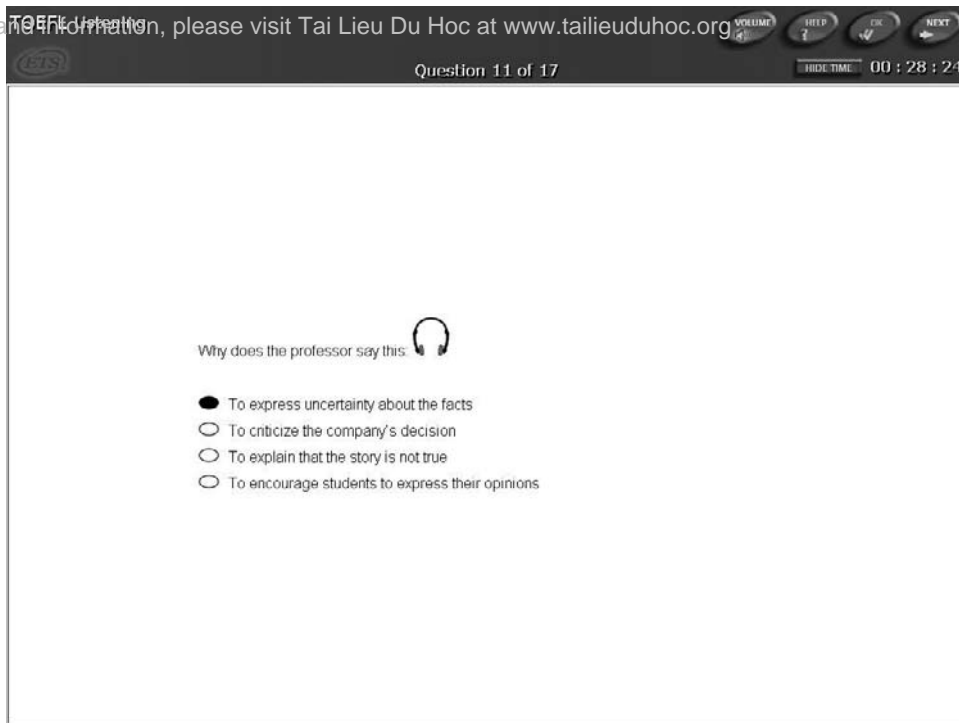 and information, please visit Tai Lieu Du Hoc at www.tailieuduhoc.org
TOEFL Listening
VOLUME HELP OK NEXT
ETS
Question 11 of 17
HIDE TIME 00 : 28 : 24
Why does the professor say this:
To express uncertainty about the facts
To criticize the company's decision
To explain that the story is not true
To encourage students to express their opinions